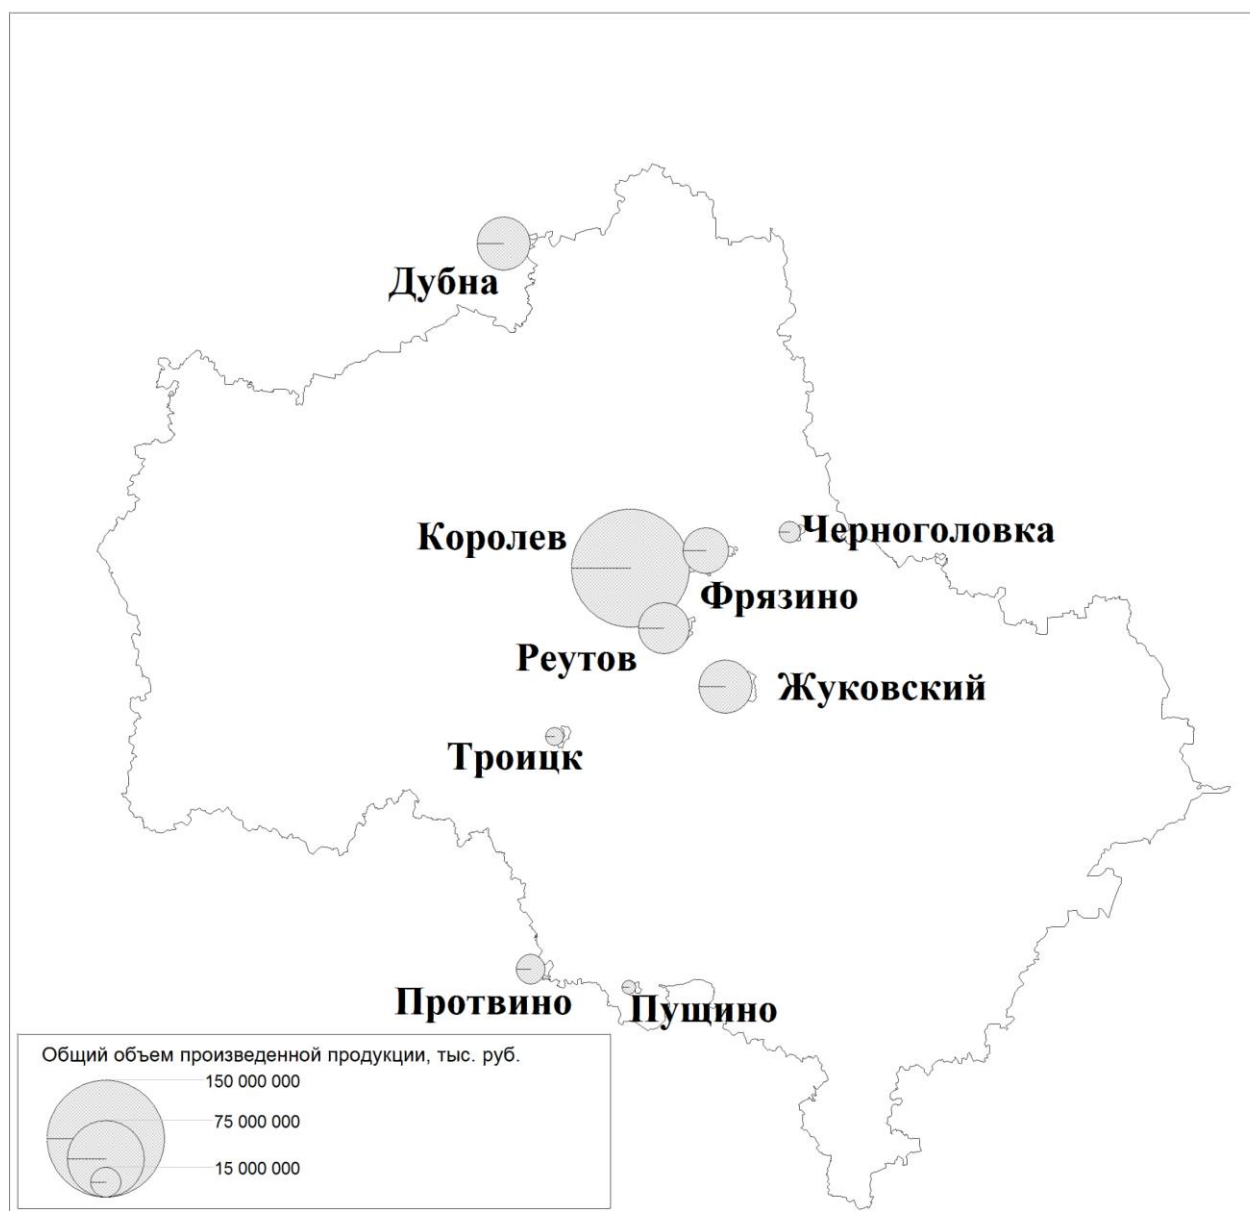 Дубна
Королев
Черноголовка
Фрязино
Реутов
Жуковский
Троицк
Протвино
Пущино
Общий объем произведенной продукции, тыс. руб.
150 000 000
75 000 000
15 000 000